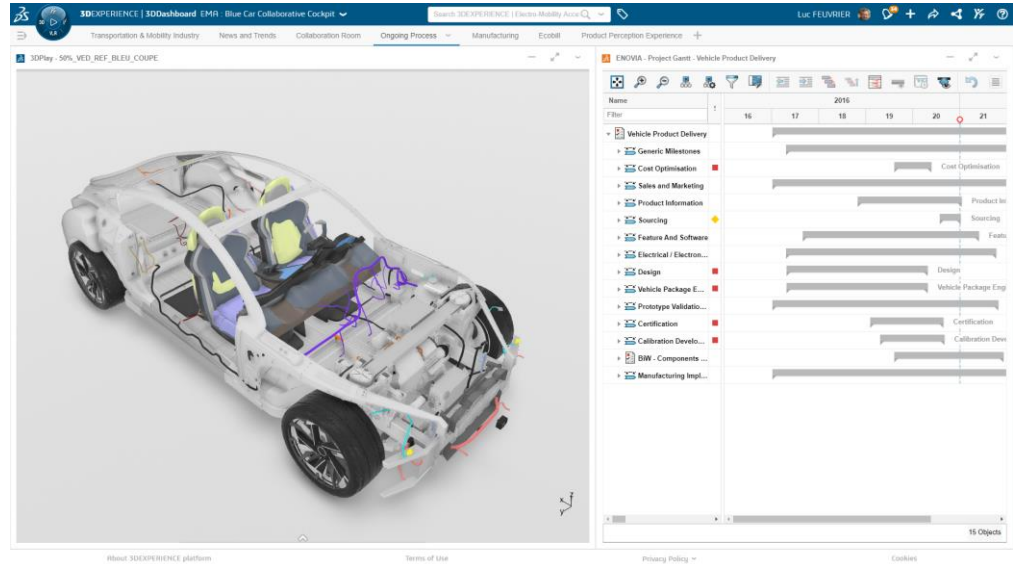 3DEXPERIENCE | 3DDashboard EMA : Blue Car Collaborative Cockpit
Search 3DEXPERIENCE | Electro Mobility Acce
Luc FEUVRIER
3D
V.R
Transportation & Mobility Industry
News and Trends
Collaboration Room
Ongoing Process
Manufacturing
Ecobill
Product Perception Experience
3DPlay - 50%_VED_REF_BLEU_COUPE
ENOVIA - Project Gantt - Vehicle Product Delivery
Name
!
2016
Filter
16 17 18 19 20 21
Vehicle Product Delivery
Generic Milestones
Cost Optimisation
Cost Optimisation
Sales and Marketing
Product Information
Product In
Sourcing
Sourcing
Feature And Software
Featu
Electrical / Electron...
Design
Design
Vehicle Package E...
Vehicle Package Engi
Prototype Validatio...
Certification
Certification
Calibration Develo...
Calibration Deve
BiW - Components ...
Manufacturing Impl...
x z
y
15 Objects
About 3DEXPERIENCE platform
Terms of Use
Privacy Policy
Cookies